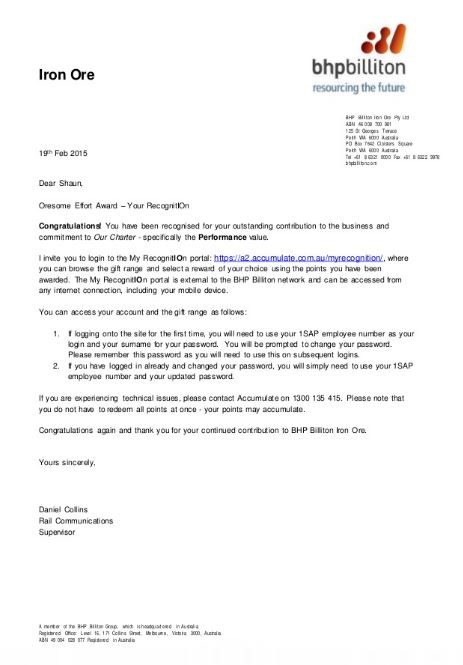 bhpbilliton
resourcing the future
Iron Ore
BHP Billiton Iron Ore Pty Ltd
ABN 46 008 700 981
125 St Georges Terrace
Perth WA 6000 Australia
PO Box 7642 Cloisters Square
Perth WA 6000 Australia
Tel +61 8 6321 0000 Fax +61 8 6322 9978
bhpbilliton.com
19th Feb 2015
Dear Shaun,
Oresome Effort Award – Your RecognitIOn
Congratulations! You have been recognised for your outstanding contribution to the business and
commitment to Our Charter - specifically the Performance value.
I invite you to login to the My RecognitIOn portal: https://a2.accumulate.com.au/myrecognition/, where
you can browse the gift range and select a reward of your choice using the points you have been
awarded. The My RecognitIOn portal is external to the BHP Billiton network and can be accessed from
any internet connection, including your mobile device.
You can access your account and the gift range as follows:
1. If logging onto the site for the first time, you will need to use your 1SAP employee number as your
login and your surname for your password. You will be prompted to change your password.
Please remember this password as you will need to use this on subsequent logins.
2. If you have logged in already and changed your password, you will simply need to use your 1SAP
employee number and your updated password.
If you are experiencing technical issues, please contact Accumulate on 1300 135 415. Please note that
you do not have to redeem all points at once - your points may accumulate.
Congratulations again and thank you for your continued contribution to BHP Billiton Iron Ore.
Yours sincerely,
Daniel Collins
Rail Communications
Supervisor
A member of the BHP Billiton Group, which is headquartered in Australia
Registered Office: Level 16, 171 Collins Street, Melbourne, Victoria 3000, Australia
ABN 49 004 028 077 Registered in Australia